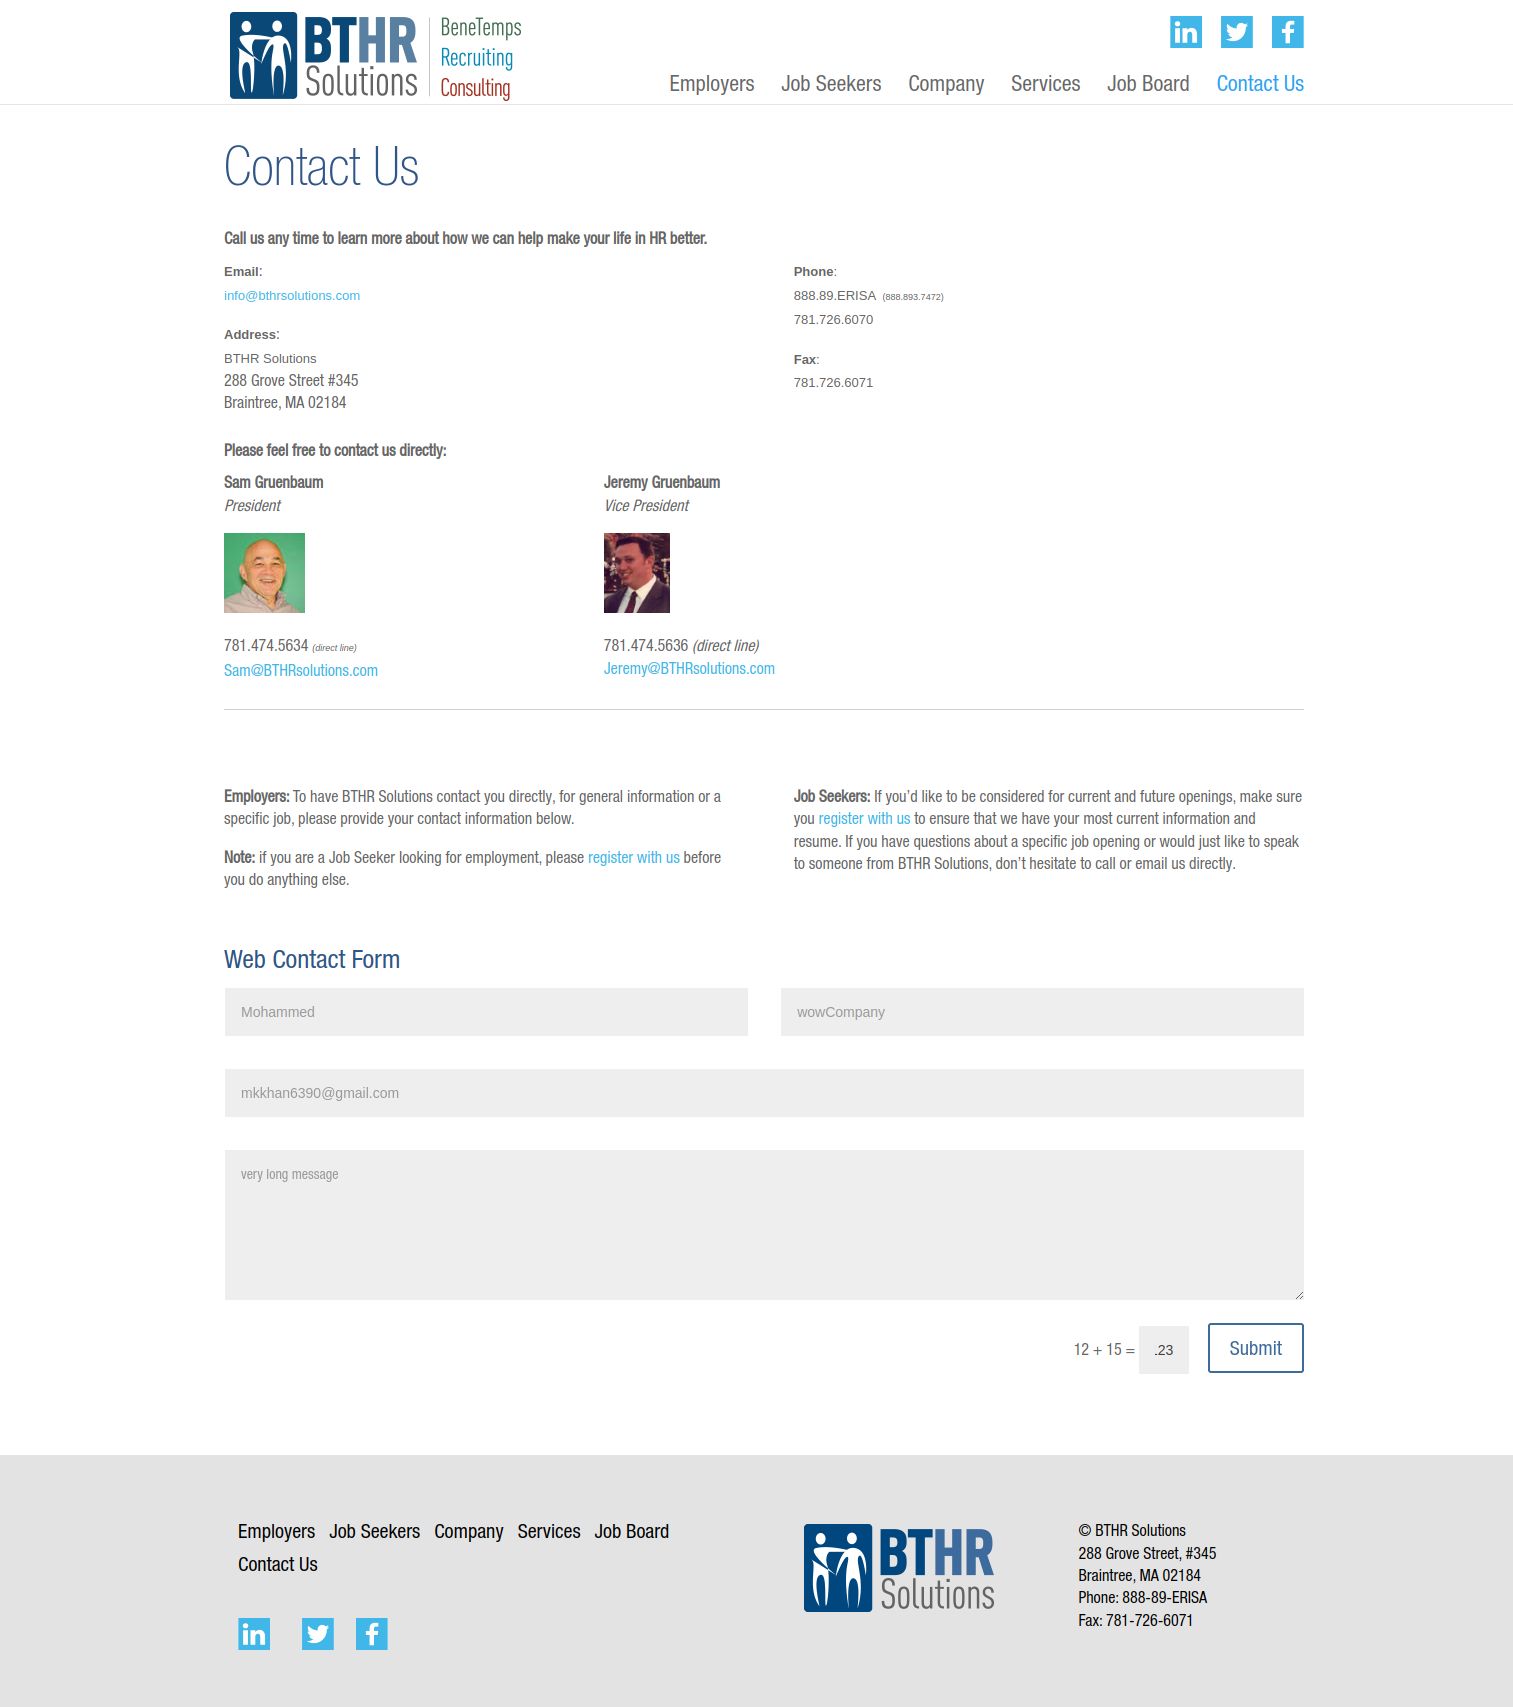 BTHR Solutions
BeneTemps
Recruiting
Consulting
Employers Job Seekers Company Services Job Board Contact Us
Contact Us
Call us any time to learn more about how we can help make your life in HR better.
Email:
info@bthrsolutions.com
Address:
BTHR Solutions
288 Grove Street #345
Braintree, MA 02184
Phone:
888.89.ERISA (888.893.7472)
781.726.6070
Fax:
781.726.6071
Please feel free to contact us directly:
Sam Gruenbaum
President
781.474.5634 (direct line)
Sam@BTHRsolutions.com
Jeremy Gruenbaum
Vice President
781.474.5636 (direct line)
Jeremy@BTHRsolutions.com
Employers: To have BTHR Solutions contact you directly, for general information or a
specific job, please provide your contact information below.
Note: if you are a Job Seeker looking for employment, please register with us before
you do anything else.
Job Seekers: If you’d like to be considered for current and future openings, make sure
you register with us to ensure that we have your most current information and
resume. If you have questions about a specific job opening or would just like to speak
to someone from BTHR Solutions, don’t hesitate to call or email us directly.
Web Contact Form
Mohammed
wowCompany
mkkhan6390@gmail.com
very long message
12 + 15 = .23 Submit
Employers Job Seekers Company Services Job Board
Contact Us
BTHR Solutions
© BTHR Solutions
288 Grove Street, #345
Braintree, MA 02184
Phone: 888-89-ERISA
Fax: 781-726-6071